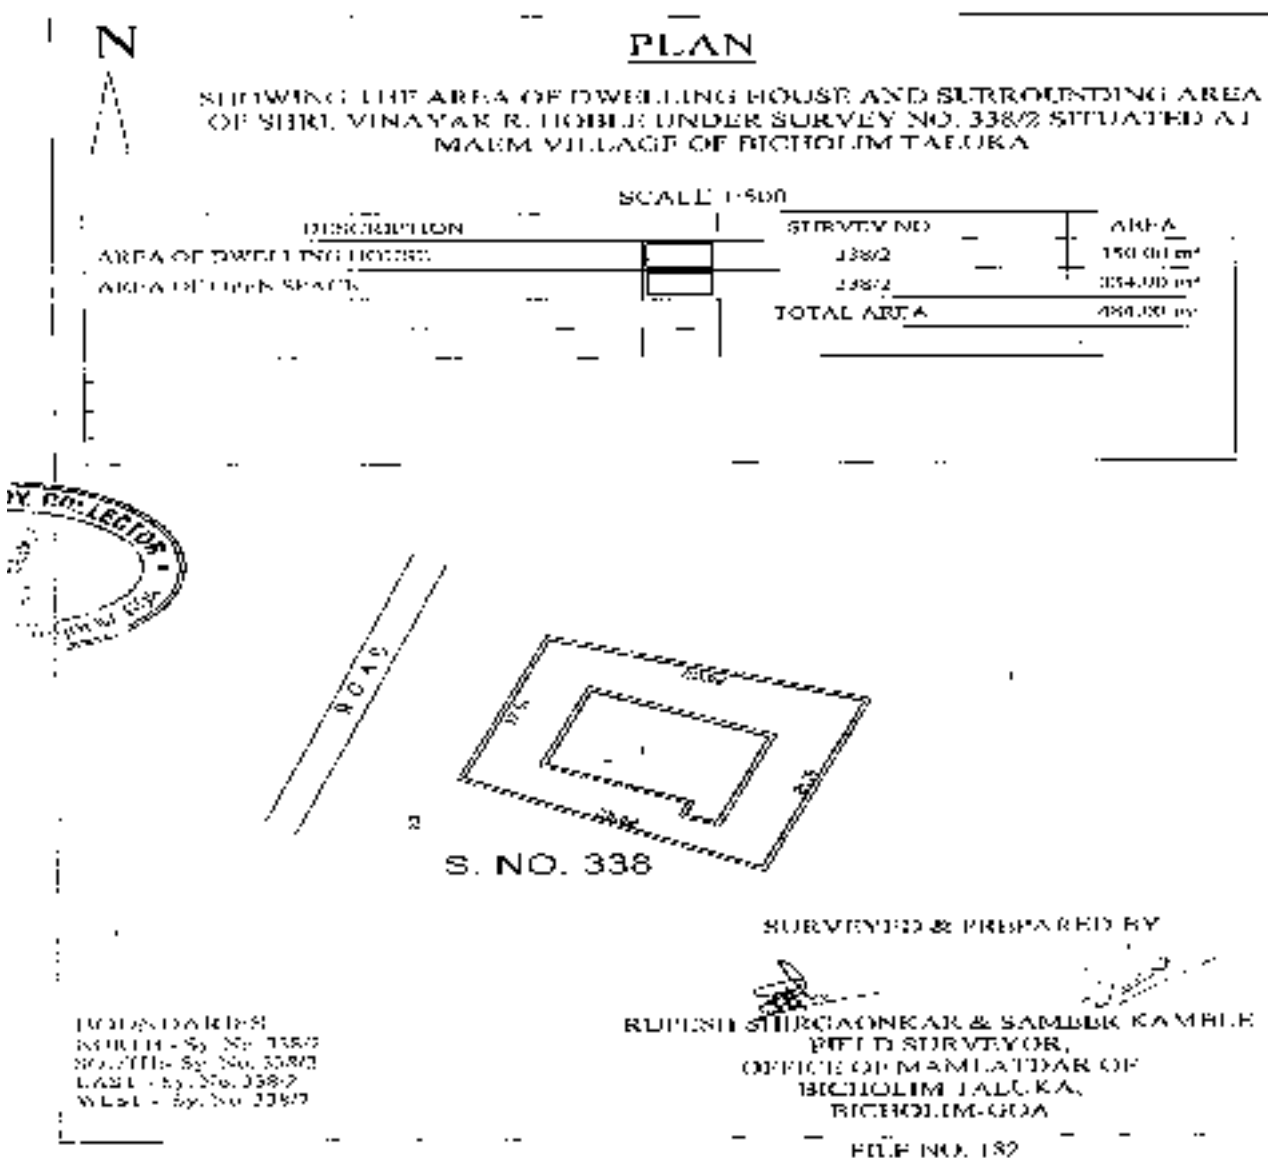 N
PLAN
SHOWING THE AREA OF DWELLING HOUSE AND SURROUNDING AREA
OF SHRI. VINAYAK R. HOBLE UNDER SURVEY NO. 338/2 SITUATED AT
MAEM VILLAGE OF BICHOLIM TALUKA
SCALE 1:500
DESCRIPTION SURVEY NO AREA
AREA OF DWELLING HOUSE 338/2 150.00 m²
AREA OF OPEN SPACE 338/2 334.00 m²
TOTAL AREA 484.00 m²
DY. COLLECTOR
ROAD
2
S. NO. 338
SURVEYED & PREPARED BY
RUPESH SHIRGAONKAR & SAMEER KAMBLE
FIELD SURVEYOR,
OFFICE OF MAMLATDAR OF
BICHOLIM TALUKA,
BICHOLIM-GOA
BOUNDARIES
NORTH - Sy. No. 338/2
SOUTH - Sy. No. 338/2
EAST - Sy. No. 338/2
WEST - Sy. No. 338/2
FILE NO. 182